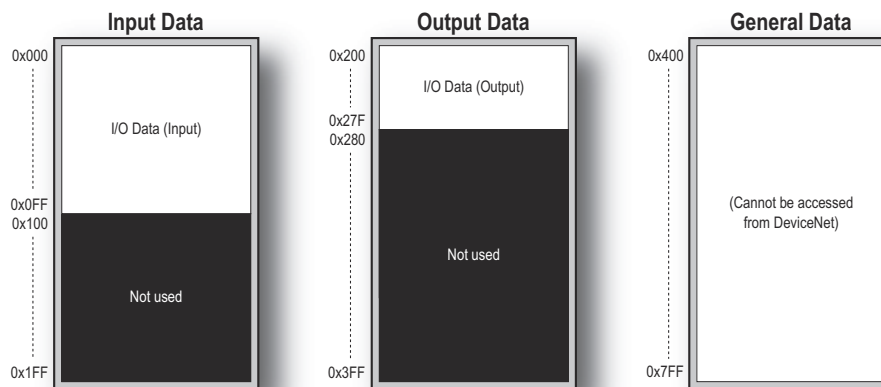 Input Data
0x000
I/O Data (Input)
0x0FF
0x100
Not used
0x1FF
Output Data
0x200
I/O Data (Output)
0x27F
0x280
Not used
0x3FF
General Data
0x400
(Cannot be accessed
from DeviceNet)
0x7FF